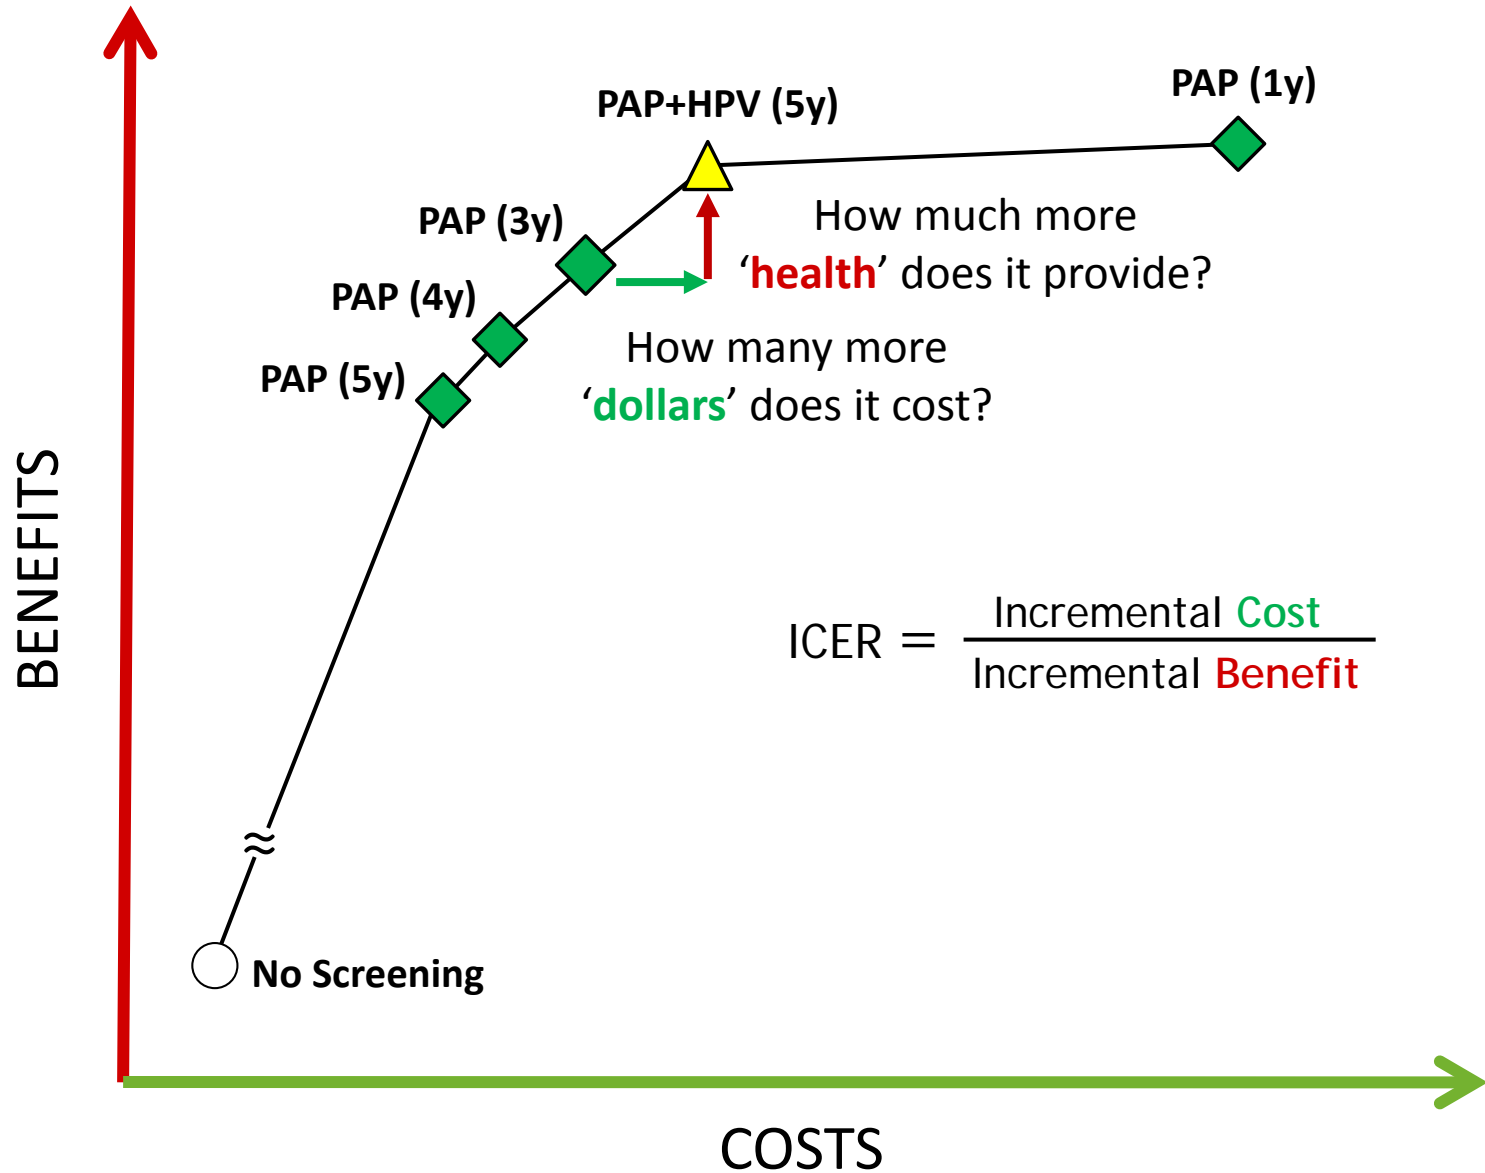 PAP (1y)
PAP+HPV (5y)
PAP (3y)
How much more
‘health’ does it provide?
PAP (4y)
How many more
‘dollars’ does it cost?
PAP (5y)
BENEFITS
ICER = Incremental Cost
Incremental Benefit
≈
No Screening
COSTS